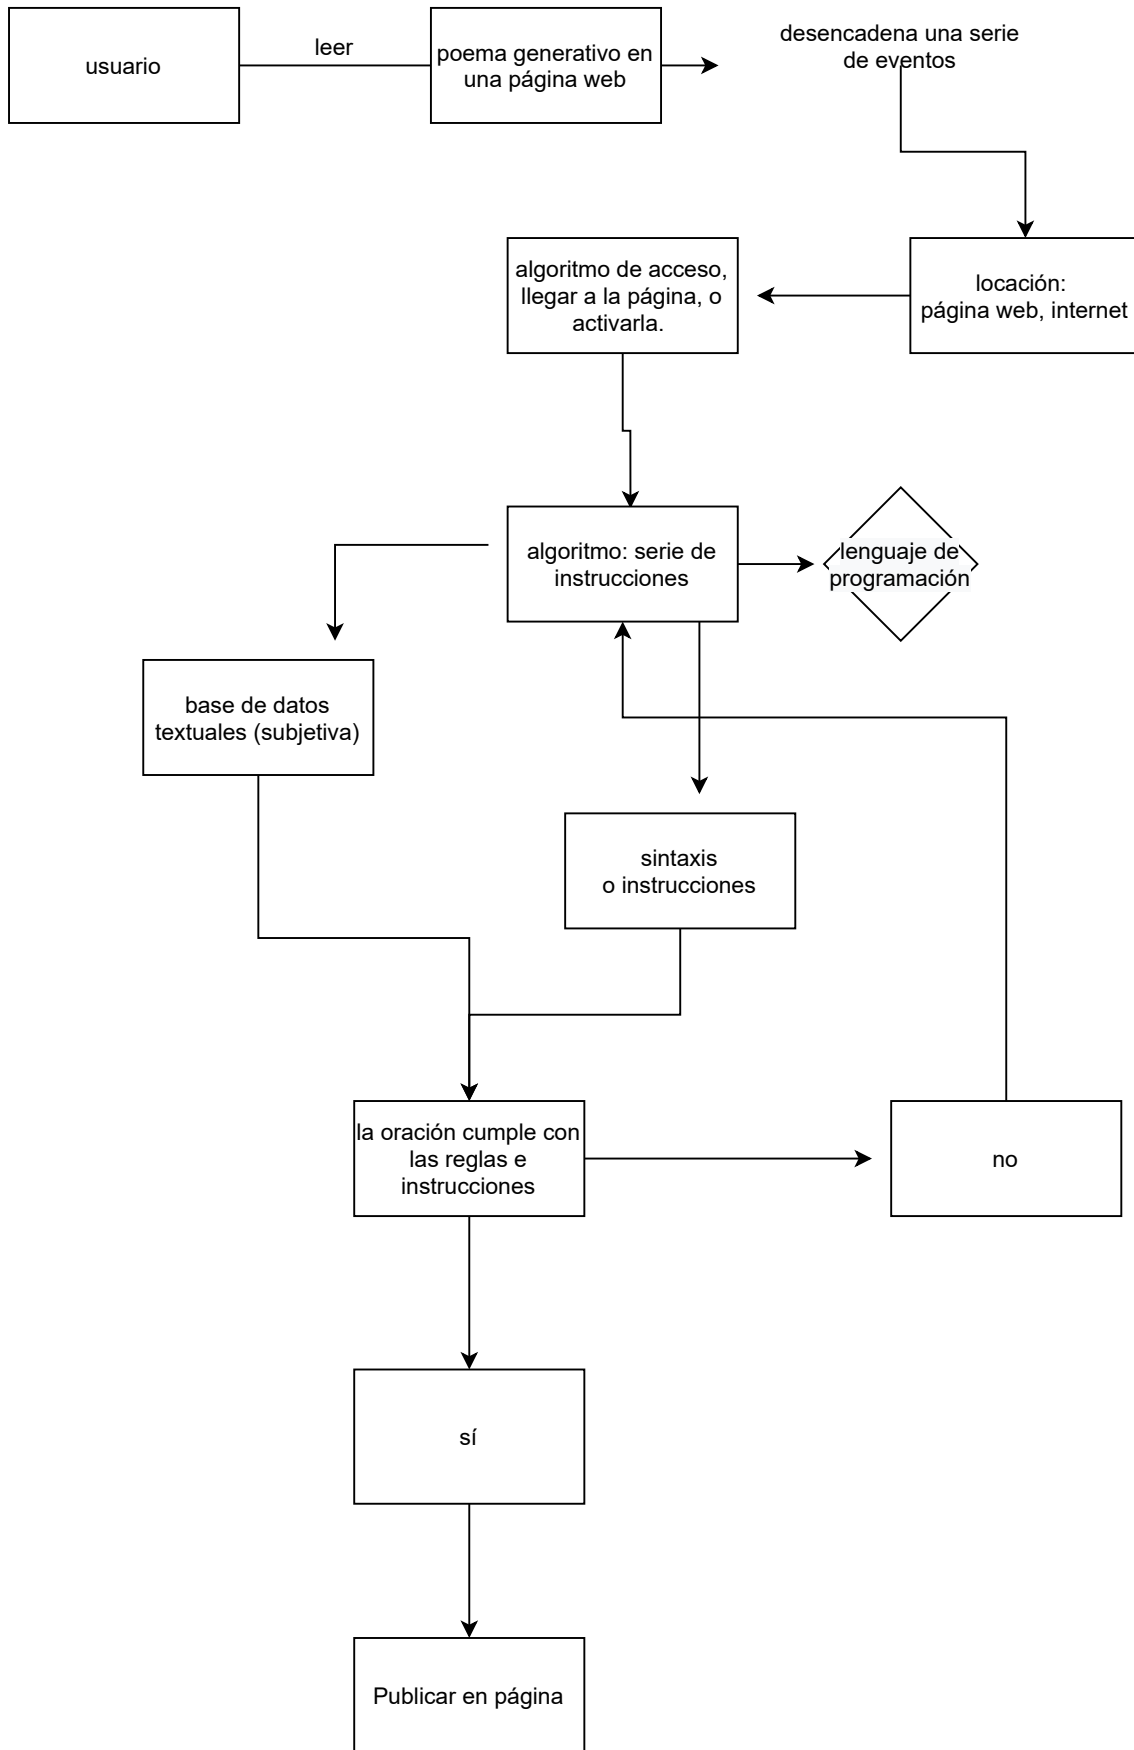 usuario
leer
poema generativo en
una página web
desencadena una serie
de eventos
algoritmo de acceso,
llegar a la página, o
activarla.
locación:
página web, internet
algoritmo: serie de
instrucciones
lenguaje de
programación
base de datos
textuales (subjetiva)
sintaxis
o instrucciones
la oración cumple con
las reglas e
instrucciones
no
sí
Publicar en página